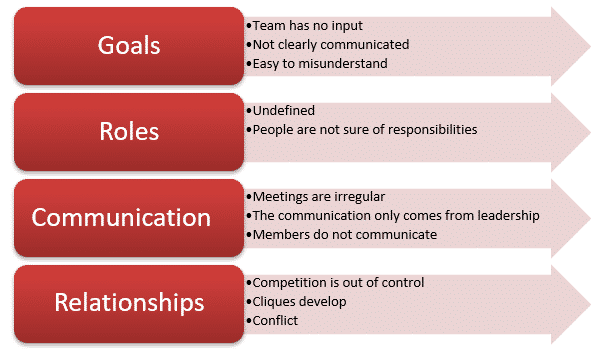 Goals
•Team has no input
•Not clearly communicated
•Easy to misunderstand
Roles
•Undefined
•People are not sure of responsibilities
Communication
•Meetings are irregular
•The communication only comes from leadership
•Members do not communicate
Relationships
•Competition is out of control
•Cliques develop
•Conflict